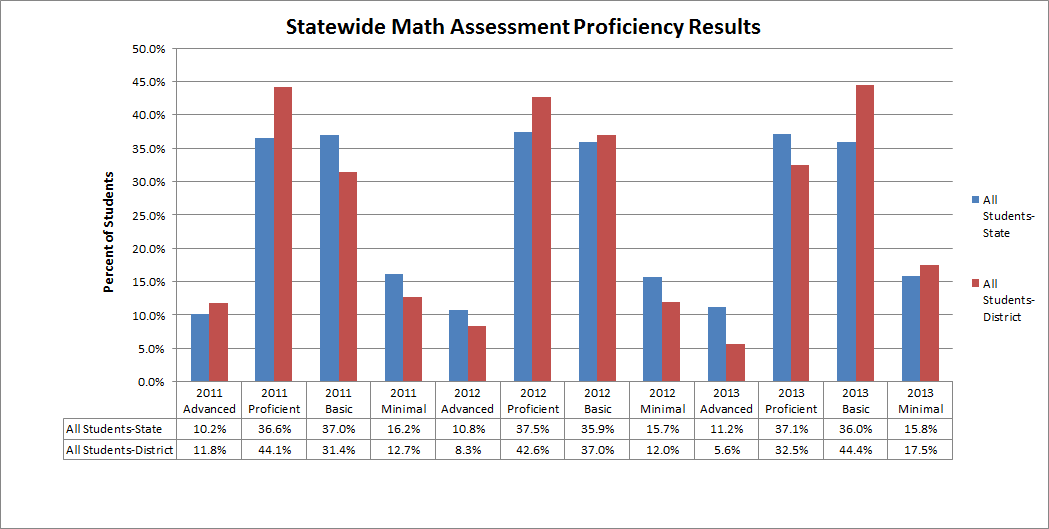 Statewide Math Assessment Proficiency Results
50.0%
45.0%
40.0%
35.0%
30.0%
25.0%
20.0%
15.0%
10.0%
5.0%
0.0%
Percent of Students
2011 2011 2011 2011 2012 2012 2012 2012 2013 2013 2013 2013
Advanced Proficient Basic Minimal Advanced Proficient Basic Minimal Advanced Proficient Basic Minimal
All Students-State 10.2% 36.6% 37.0% 16.2% 10.8% 37.5% 35.9% 15.7% 11.2% 37.1% 36.0% 15.8%
All Students-District 11.8% 44.1% 31.4% 12.7% 8.3% 42.6% 37.0% 12.0% 5.6% 32.5% 44.4% 17.5%
All
Students-
State
All
Students-
District